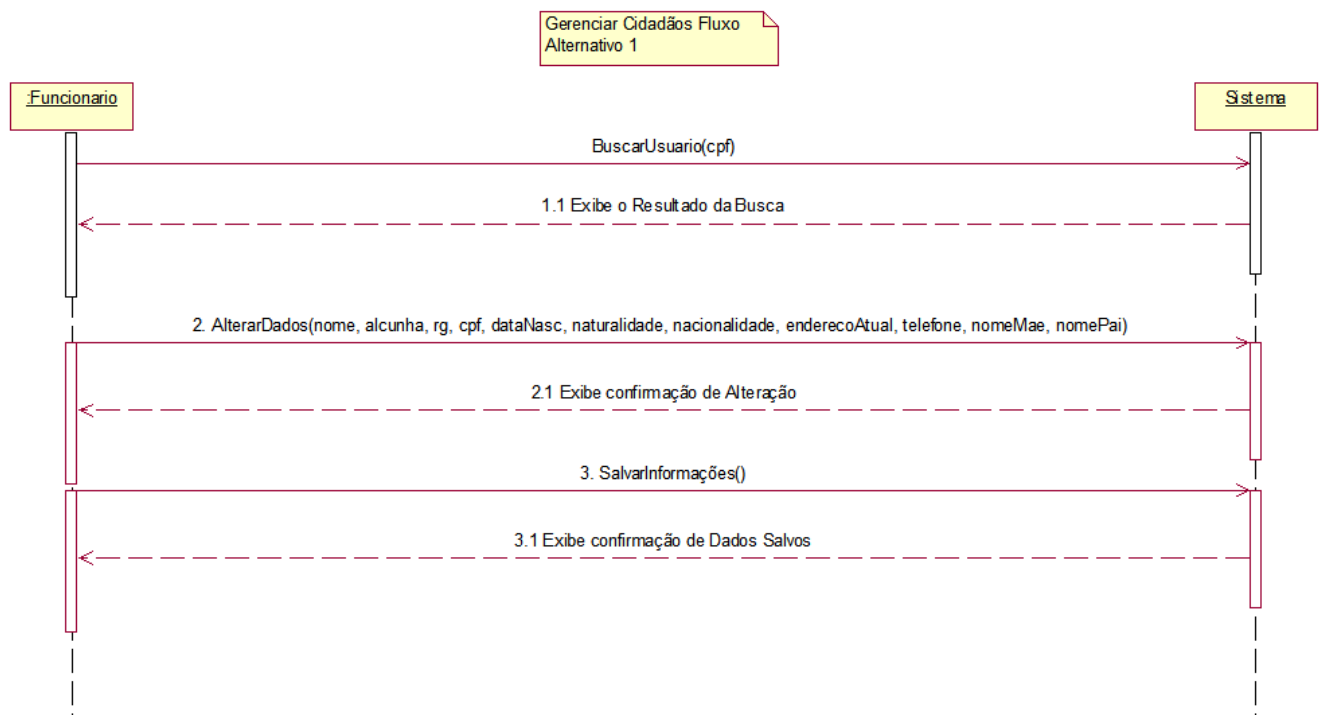 Gerenciar Cidadãos Fluxo
Alternativo 1
:Funcionario
Sistema
BuscarUsuario(cpf)
1.1 Exibe o Resultado da Busca
2. AlterarDados(nome, alcunha, rg, cpf, dataNasc, naturalidade, nacionalidade, enderecoAtual, telefone, nomeMae, nomePai)
2.1 Exibe confirmação de Alteração
3. SalvarInformações()
3.1 Exibe confirmação de Dados Salvos